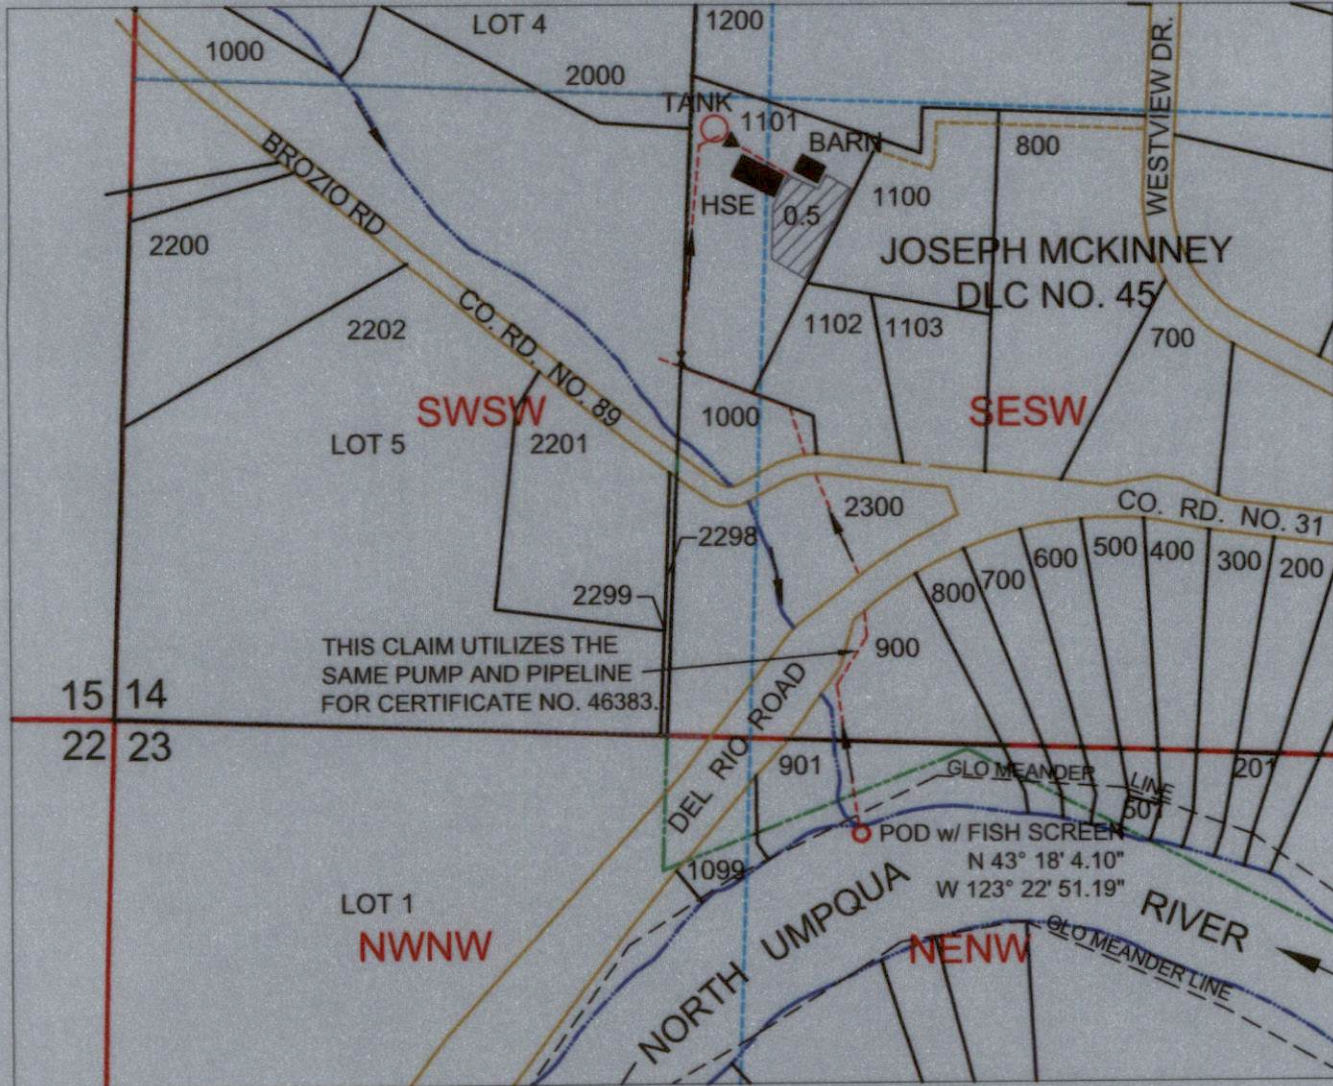 LOT 4
1200
1000
2000
TANK
1101
BARN
800
WESTVIEW DR.
BROZIO RD
HSE
0.5
1100
2200
JOSEPH MCKINNEY
DLC NO. 45
2202
CO. RD. NO. 89
1102
1103
700
SWSW
1000
SESW
LOT 5
2201
2300
CO. RD. NO. 31
2298
800
700
600
500
400
300
200
2299
THIS CLAIM UTILIZES THE
SAME PUMP AND PIPELINE
FOR CERTIFICATE NO. 46383.
900
15
14
22
23
DEL RIO ROAD
901
GLO MEANDER LINE
201
501
POD w/ FISH SCREEN
N 43° 18' 4.10"
W 123° 22' 51.19"
1099
LOT 1
NWNW
NORTH UMPQUA RIVER
NENW
GLO MEANDER LINE